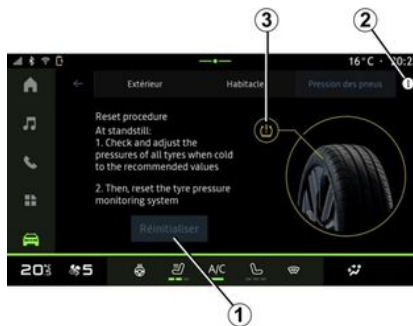 3
2
16°C · 20:2
Extérieur
Habitacle
Pression des pneus
Reset procedure
At standstill:
1. Check and adjust the
pressures of all tyres when cold
to the recommended values
2. Then, reset the tyre pressure
monitoring system
Réinitialiser
5
A/C
1